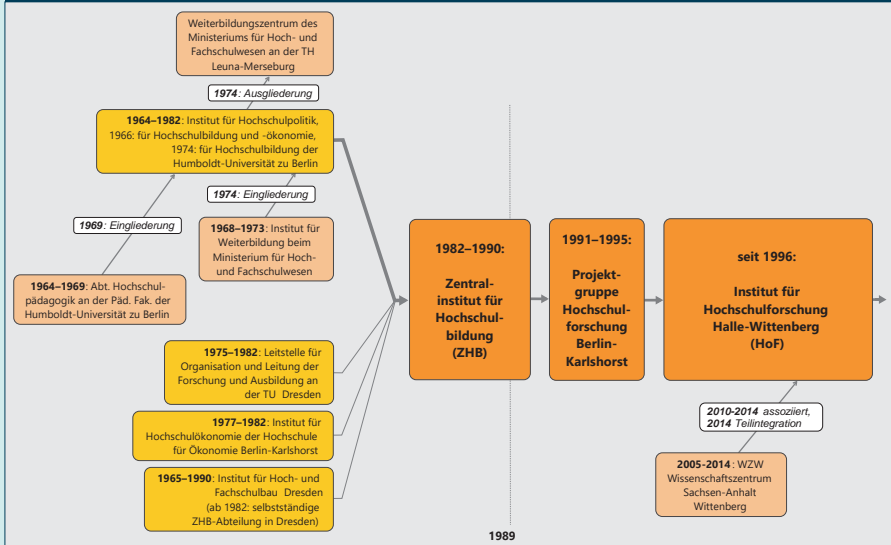 Weiterbildungszentrum des
Ministeriums für Hoch- und
Fachschulwesen an der TH
Leuna-Merseburg
1974: Ausgliederung
1964–1982: Institut für Hochschulpolitik,
1966: für Hochschulbildung und -ökonomie,
1974: für Hochschulbildung der
Humboldt-Universität zu Berlin
1974: Eingliederung
1969: Eingliederung
1968–1973: Institut für
Weiterbildung beim
Ministerium für Hoch-
und Fachschulwesen
1964–1969: Abt. Hochschul-
pädagogik an der Päd. Fak. der
Humboldt-Universität zu Berlin
1982–1990:
Zentral-
institut für
Hochschul-
bildung
(ZHB)
1991–1995:
Projekt-
gruppe
Hochschul-
forschung
Berlin-
Karlshorst
seit 1996:
Institut für
Hochschulforschung
Halle-Wittenberg
(HoF)
1975–1982: Leitstelle für
Organisation und Leitung der
Forschung und Ausbildung an
der TU Dresden
1977–1982: Institut für
Hochschulökonomie der Hochschule
für Ökonomie Berlin-Karlshorst
1965–1990: Institut für Hoch- und
Fachschulbau Dresden
(ab 1982: selbstständige
ZHB-Abteilung in Dresden)
2010-2014 assoziiert,
2014 Teilintegration
2005-2014: WZW
Wissenschaftszentrum
Sachsen-Anhalt
Wittenberg
1989